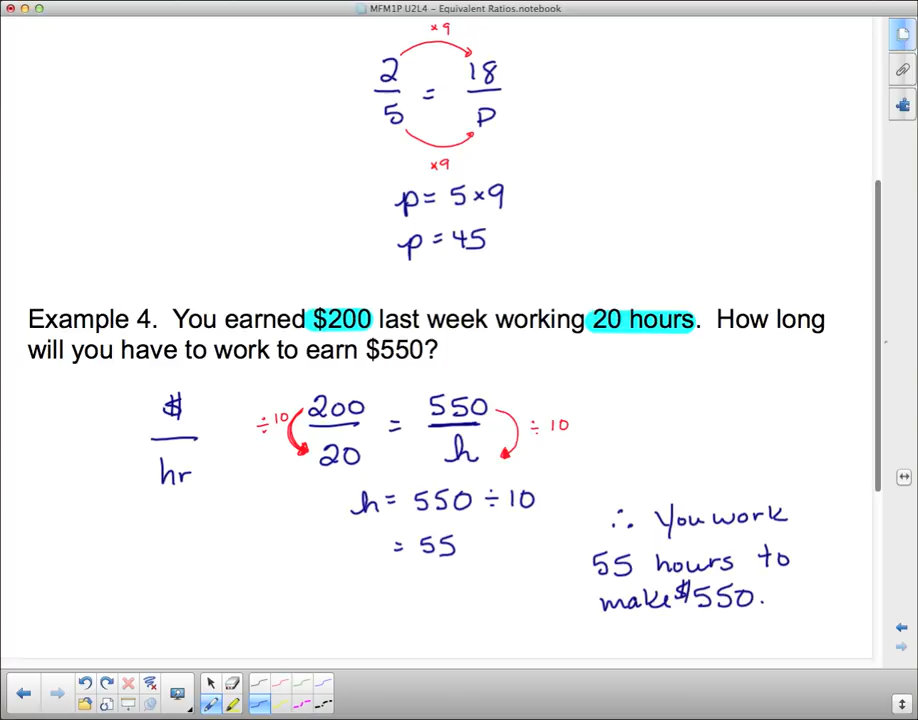 MFM1P U2L4 - Equivalent Ratios.notebook
×9
2/5 = 18/p
×9
p = 5×9
p = 45
Example 4. You earned $200 last week working 20 hours. How long
will you have to work to earn $550?
$/hr ÷10 200/20 = 550/h ÷10
h = 550 ÷ 10
= 55
∴ You work
55 hours to
make $550.